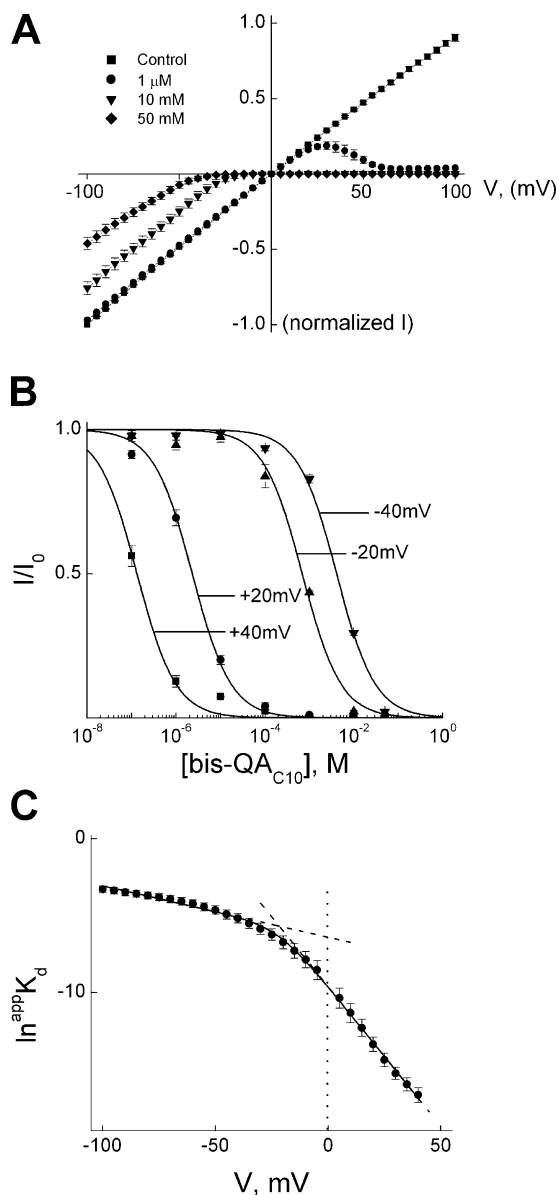 A
1.0
Control
1 μM
10 mM
50 mM
0.5
-100
-50
50
100
V, (mV)
-0.5
-1.0
(normalized I)
B
1.0
I/I0
0.5
-40mV
-20mV
+20mV
+40mV
10-8
10-6
10-4
10-2
100
[bis-QAC10], M
C
0
lnappKd
-10
-100
-50
0
50
V, mV